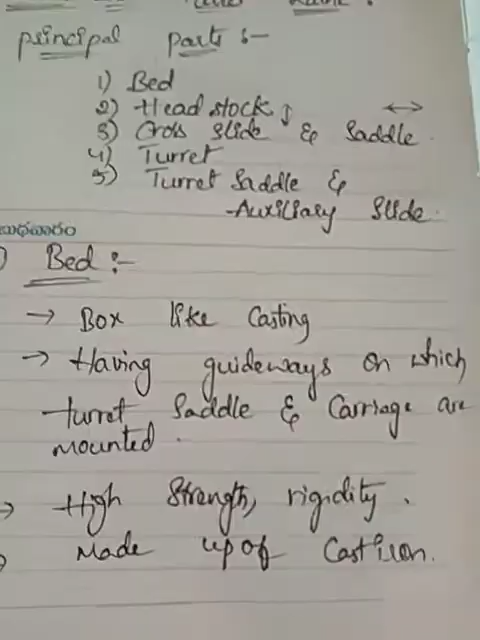 principal parts :-
1) Bed
2) Head stock
3) Cross slide ↕ & Saddle ↔
4) Turret
5) Turret Saddle &
-Auxiliary Slide.
బుధవారం
) Bed :-
→ Box like Casting
→ Having guideways on which
turret Saddle & Carriage are
mounted.
→ High Strength, rigidity.
Made up of Cast iron.